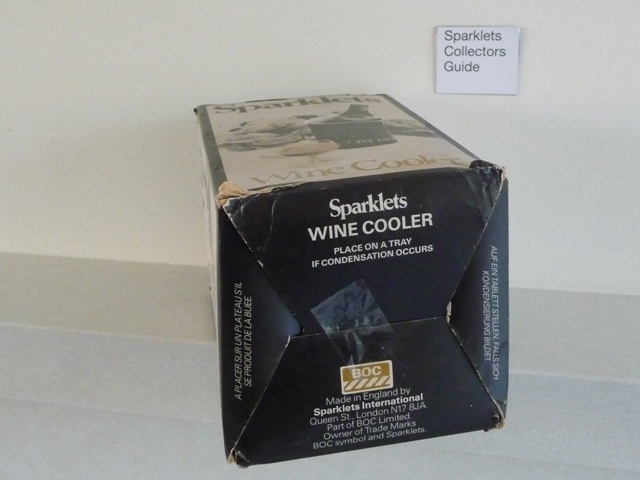 Sparklets
Collectors
Guide
Sparklets
Wine Cooler
Sparklets
WINE COOLER
PLACE ON A TRAY
IF CONDENSATION OCCURS
A PLACER SUR UN PLATEAU S'IL
SE PRODUIT DE LA BUÉE
AUF EIN TABLETT STELLEN, FALLS SICH
KONDENSIERUNG BILDET
BOC
Made in England by
Sparklets International
Queen St., London N17 8JA.
Part of BOC Limited.
Owner of Trade Marks
BOC symbol and Sparklets.